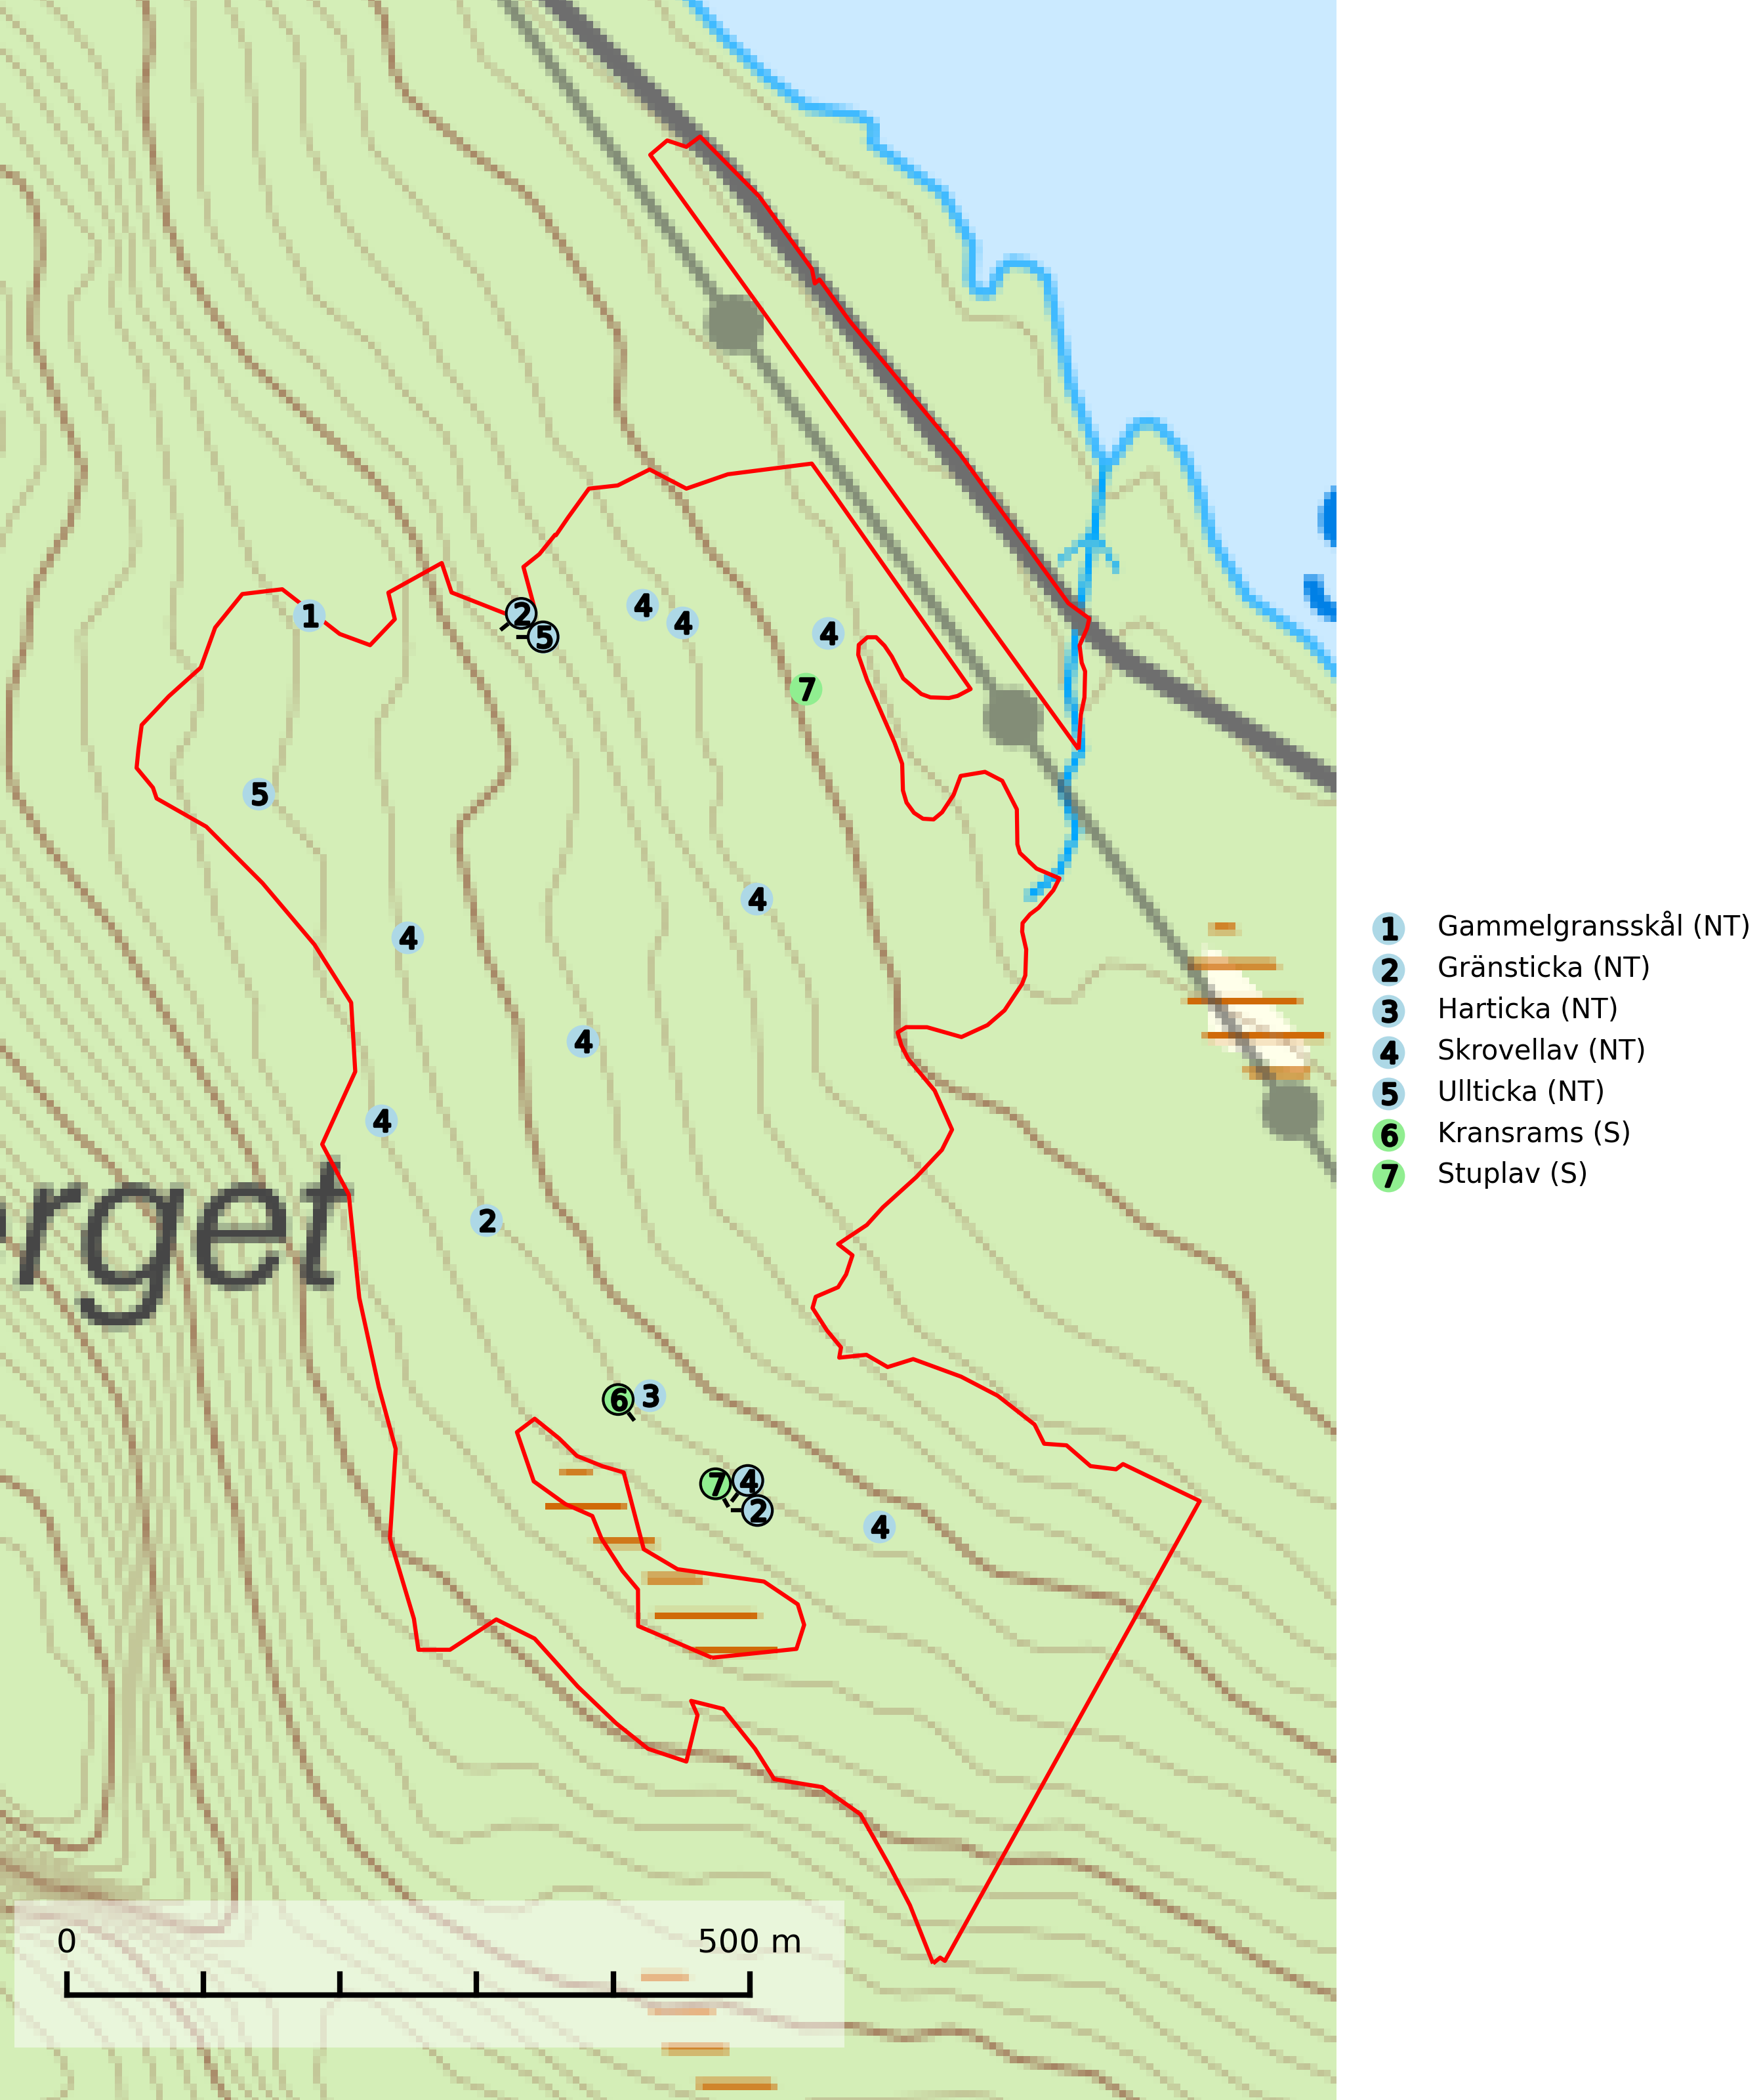 1
2
5
4
4
4
7
5
4
4
4
4
2
6
3
7
4
2
4
rget
0
500 m
1 Gammelgransskål (NT)
2 Gränsticka (NT)
3 Harticka (NT)
4 Skrovellav (NT)
5 Ullticka (NT)
6 Kransrams (S)
7 Stuplav (S)